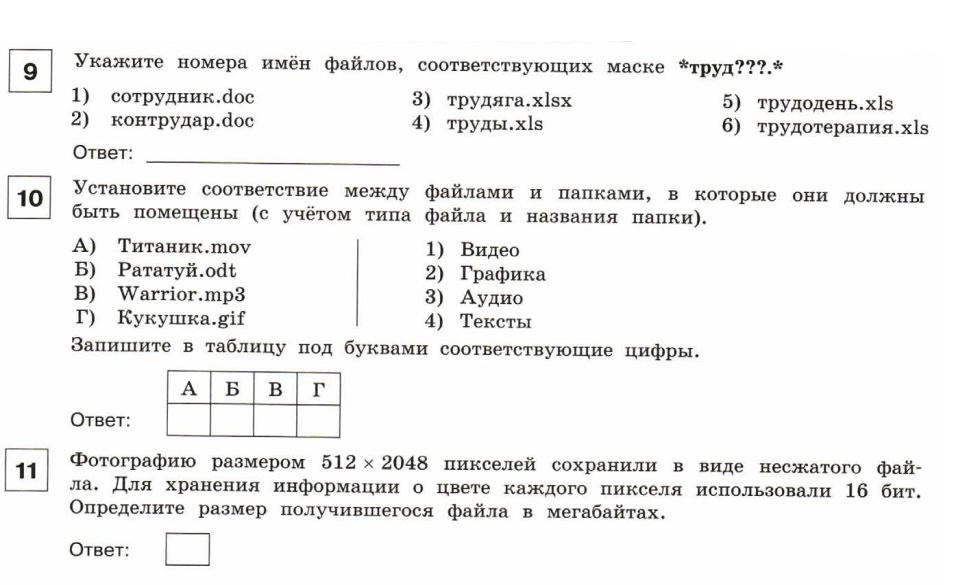 9 Укажите номера имён файлов, соответствующих маске *труд???.*
1) сотрудник.doc 3) трудяга.xlsx 5) трудодень.xls
2) контрудар.doc 4) труды.xls 6) трудотерапия.xls
Ответ:
10 Установите соответствие между файлами и папками, в которые они должны
быть помещены (с учётом типа файла и названия папки).
А) Титаник.mov 1) Видео
Б) Рататуй.odt 2) Графика
В) Warrior.mp3 3) Аудио
Г) Кукушка.gif 4) Тексты
Запишите в таблицу под буквами соответствующие цифры.
А Б В Г
Ответ:
11 Фотографию размером 512 × 2048 пикселей сохранили в виде несжатого фай-
ла. Для хранения информации о цвете каждого пикселя использовали 16 бит.
Определите размер получившегося файла в мегабайтах.
Ответ: